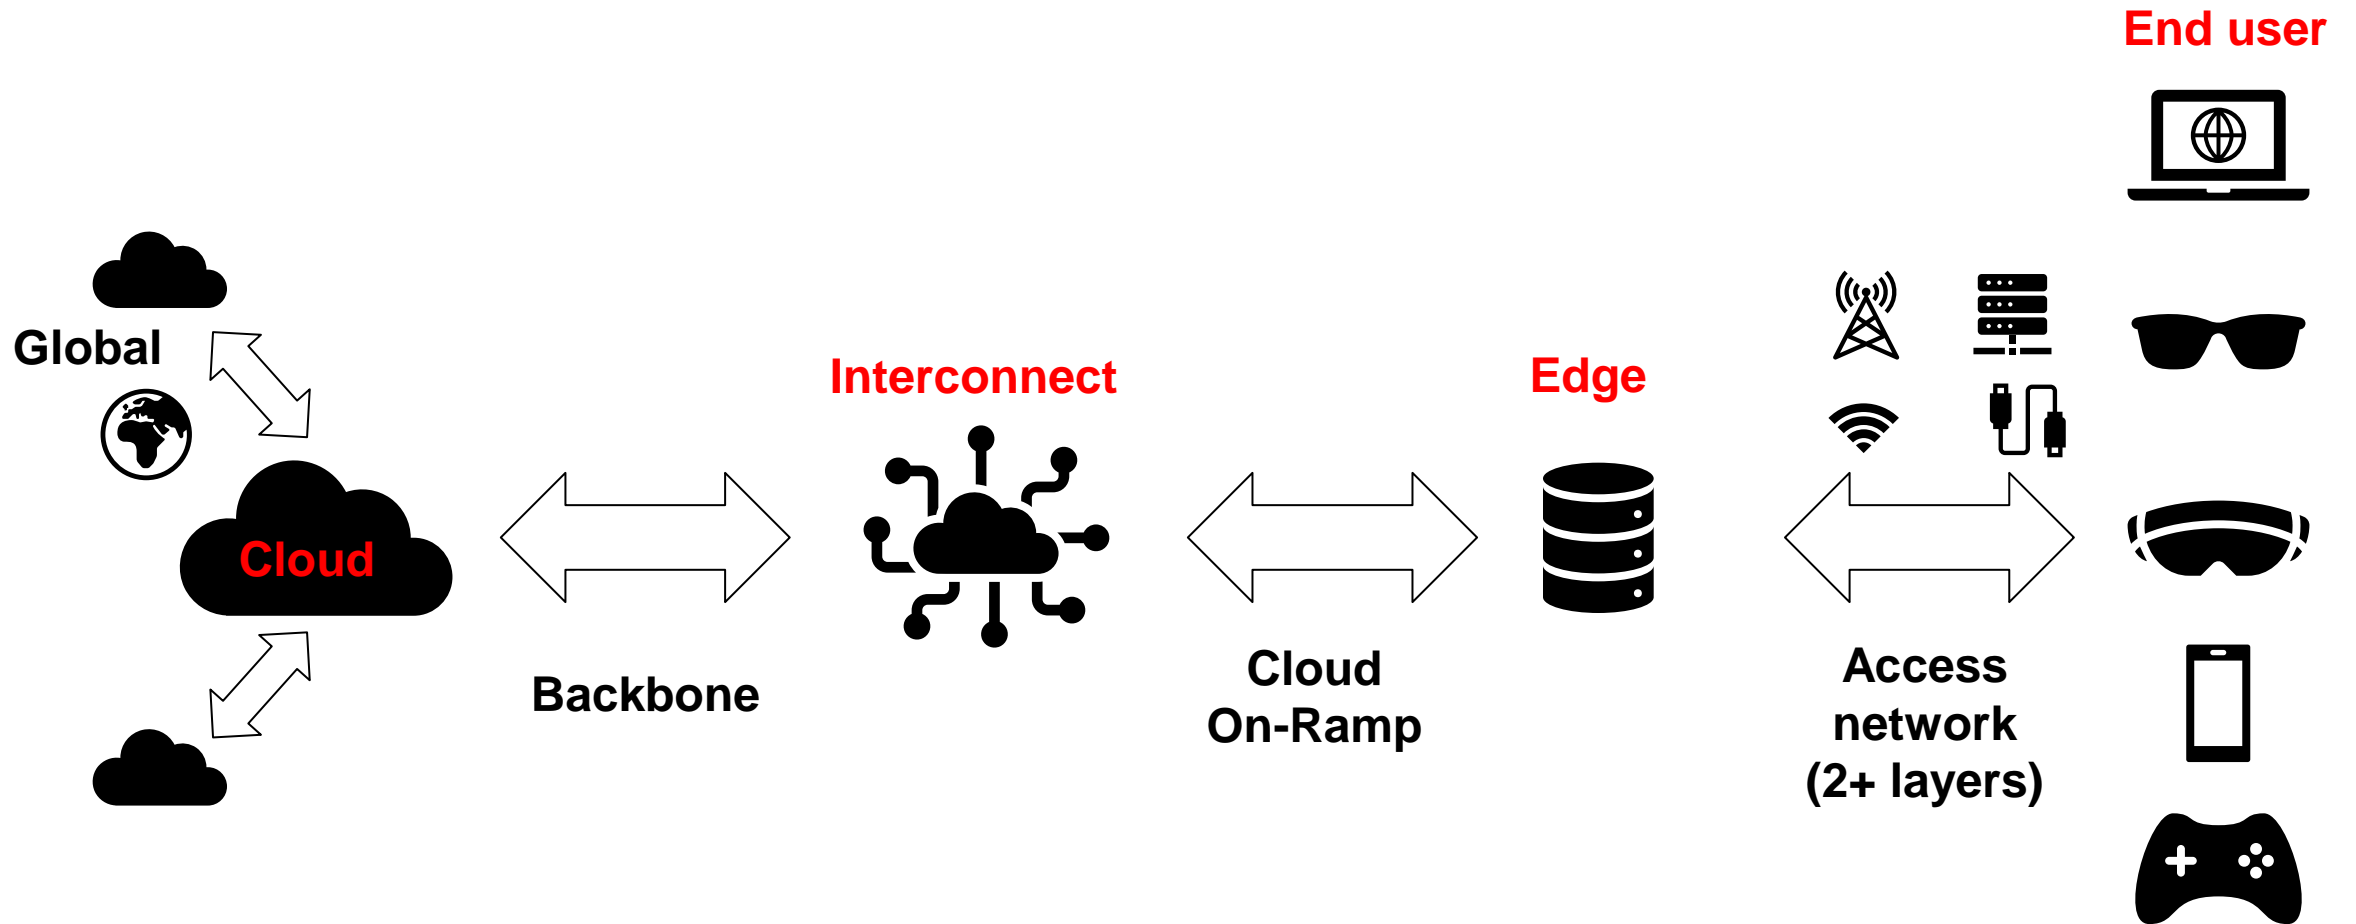 End user
Global
Interconnect
Edge
Cloud
Backbone
Cloud
On-Ramp
Access
network
(2+ layers)